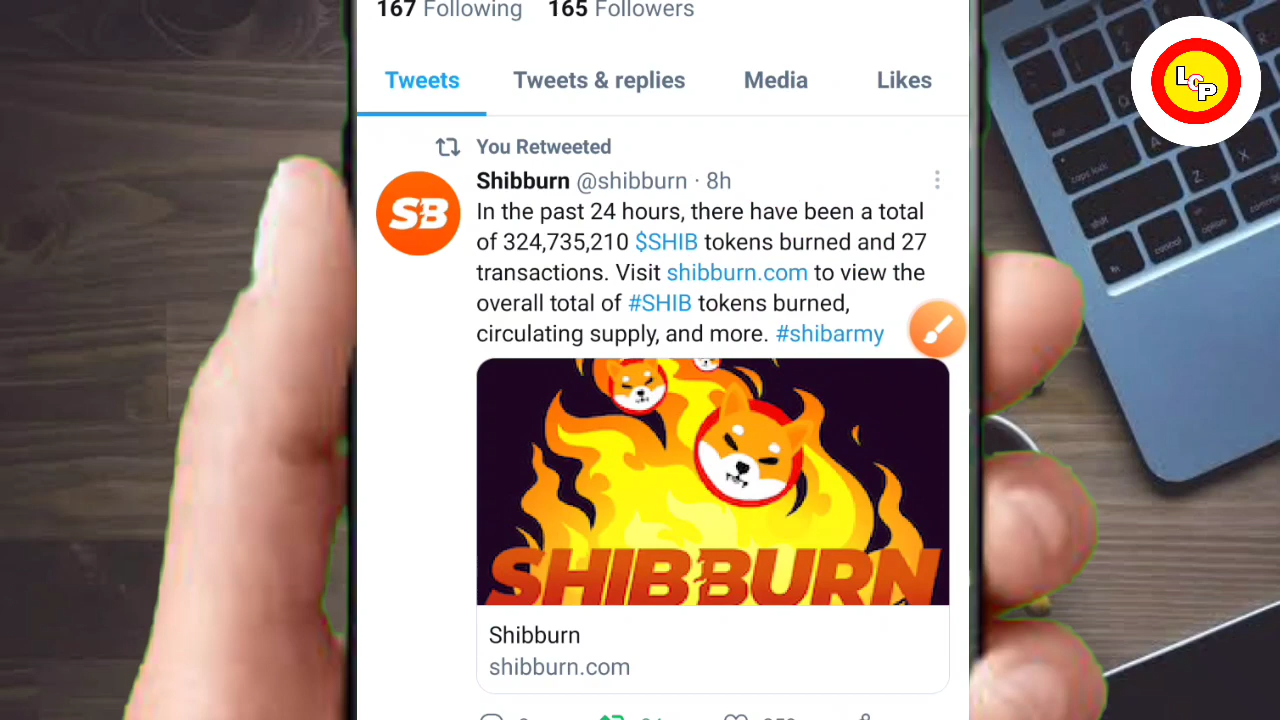 167 Following 165 Followers
Tweets Tweets & replies Media Likes
You Retweeted
Shibburn @shibburn · 8h
In the past 24 hours, there have been a total
of 324,735,210 $SHIB tokens burned and 27
transactions. Visit shibburn.com to view the
overall total of #SHIB tokens burned,
circulating supply, and more. #shibarmy
SB
SHIBBURN
Shibburn
shibburn.com
LCP